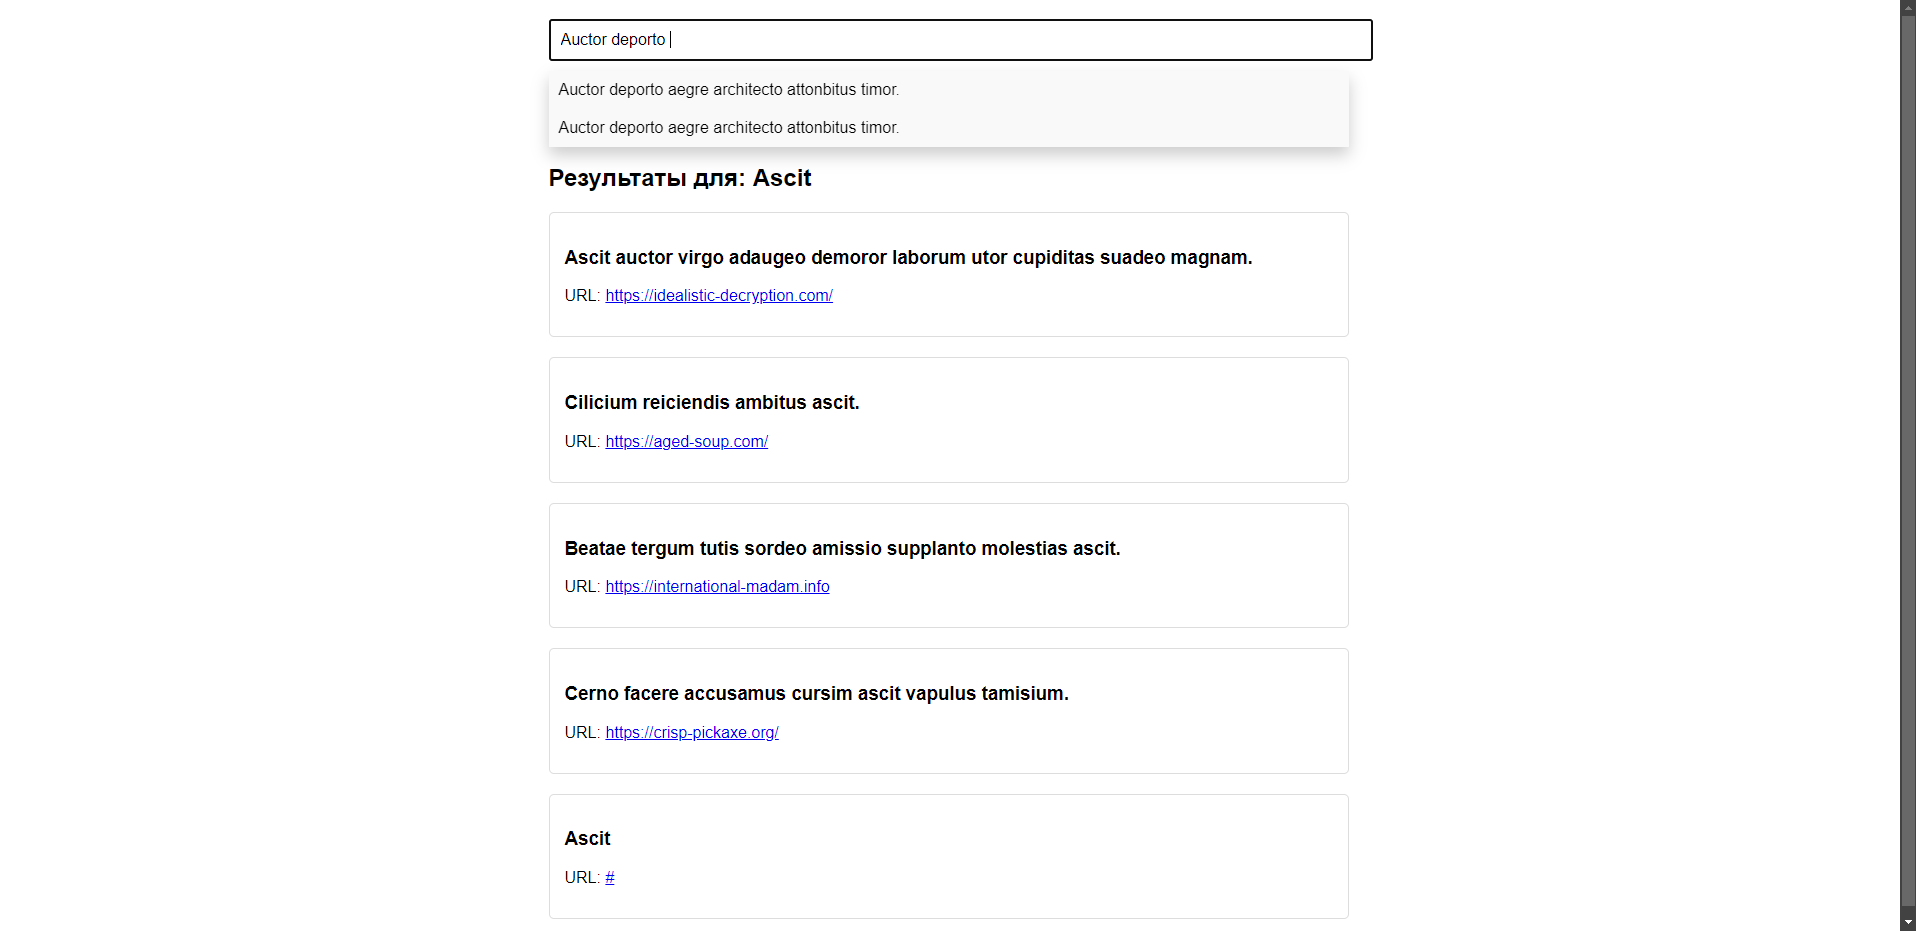 Auctor deporto
Auctor deporto aegre architecto attonbitus timor.
Auctor deporto aegre architecto attonbitus timor.
Результаты для: Ascit
Ascit auctor virgo adaugeo demoror laborum utor cupiditas suadeo magnam.
URL: https://idealistic-decryption.com/
Cilicium reiciendis ambitus ascit.
URL: https://aged-soup.com/
Beatae tergum tutis sordeo amissio supplanto molestias ascit.
URL: https://international-madam.info
Cerno facere accusamus cursim ascit vapulus tamisium.
URL: https://crisp-pickaxe.org/
Ascit
URL: #